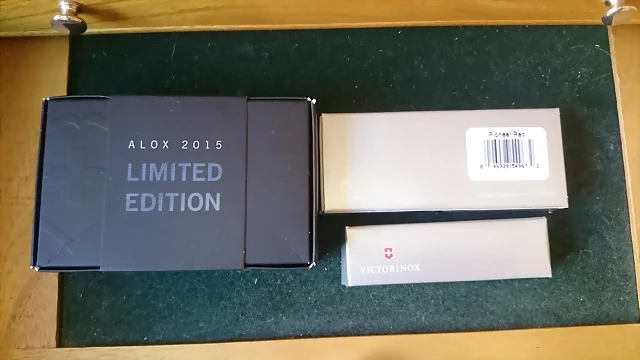 ALOX 2015
LIMITED
EDITION
Pioneer Red
VICTORINOX